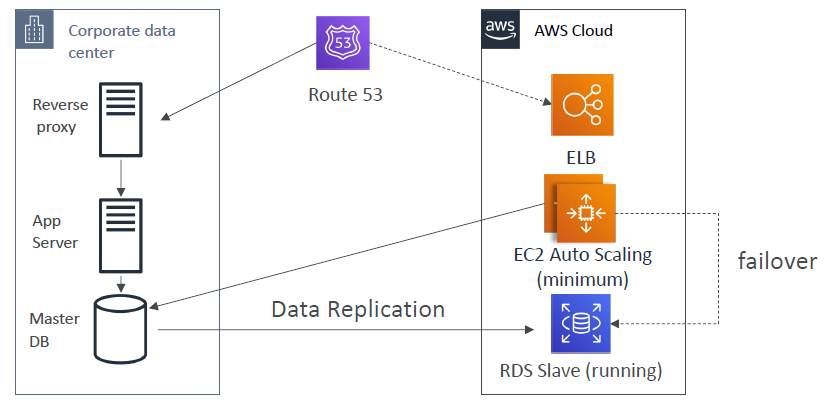 Corporate data
center
53
Route 53
aws
AWS Cloud
Reverse
proxy
ELB
App
Server
EC2 Auto Scaling
(minimum)
failover
Master
DB
Data Replication
RDS Slave (running)